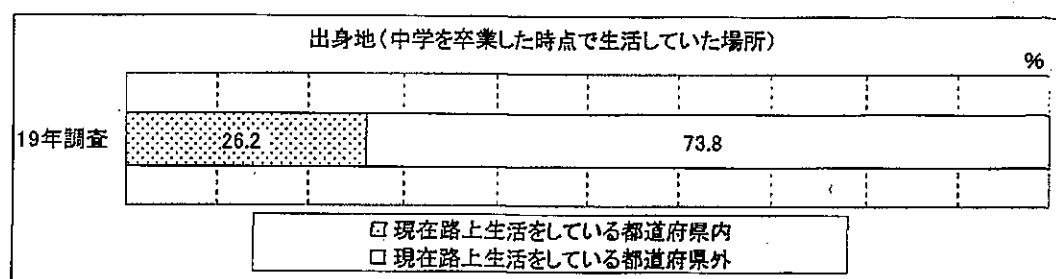 出身地(中学を卒業した時点で生活していた場所)
%
19年調査
26.2
73.8
現在路上生活をしている都道府県内
現在路上生活をしている都道府県外